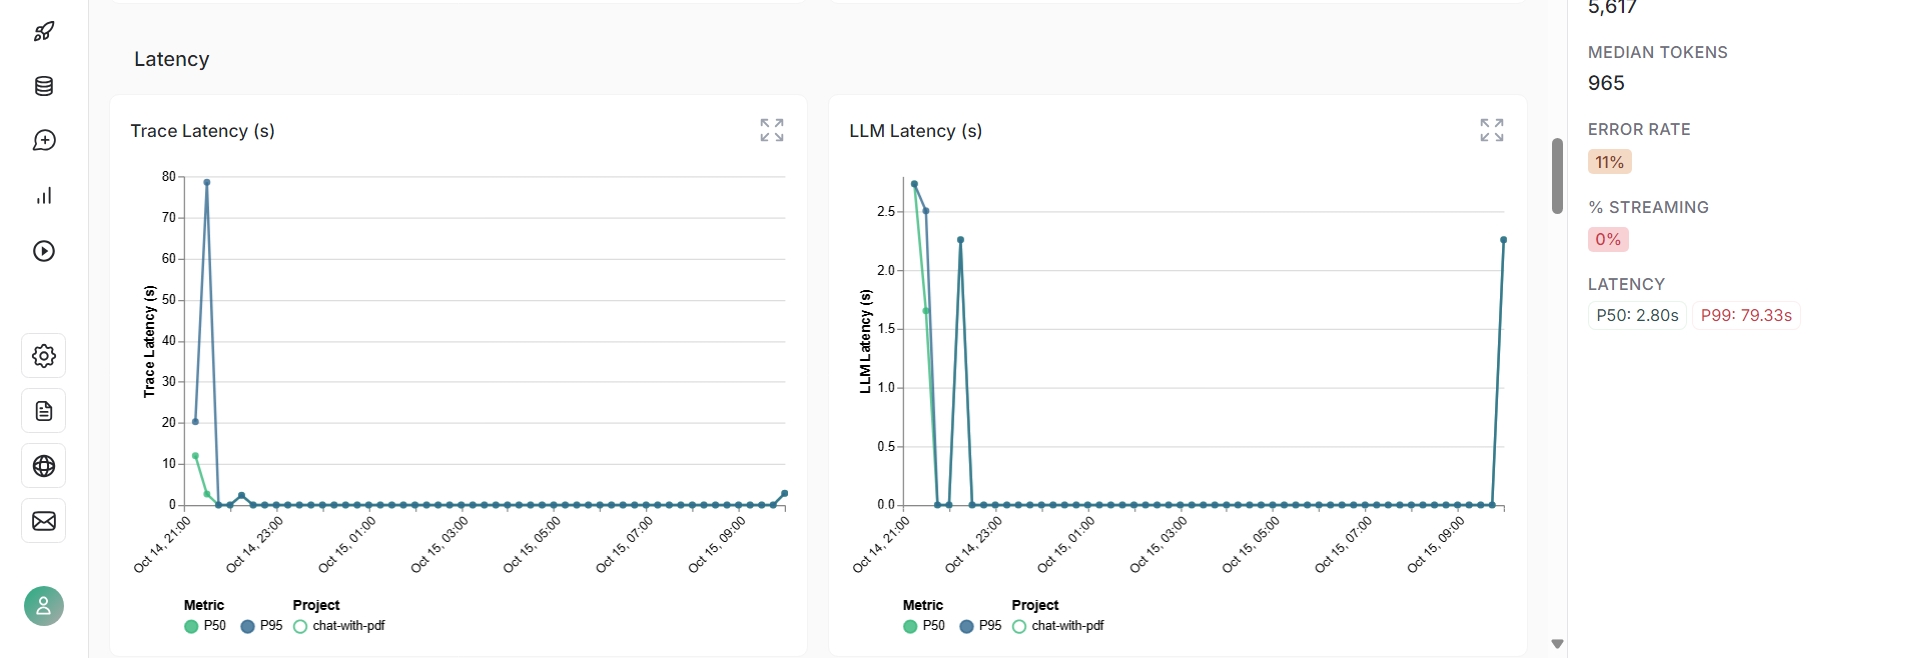 5,617
MEDIAN TOKENS
965
ERROR RATE
11%
% STREAMING
0%
LATENCY
P50: 2.80s P99: 79.33s
Latency
Trace Latency (s)
80
70
60
50
40
30
20
10
0
Trace Latency (s)
Oct 14, 21:00
Oct 14, 23:00
Oct 15, 01:00
Oct 15, 03:00
Oct 15, 05:00
Oct 15, 07:00
Oct 15, 09:00
Metric Project
P50 P95 chat-with-pdf
LLM Latency (s)
2.5
2.0
1.5
1.0
0.5
0.0
LLM Latency (s)
Oct 14, 21:00
Oct 14, 23:00
Oct 15, 01:00
Oct 15, 03:00
Oct 15, 05:00
Oct 15, 07:00
Oct 15, 09:00
Metric Project
P50 P95 chat-with-pdf